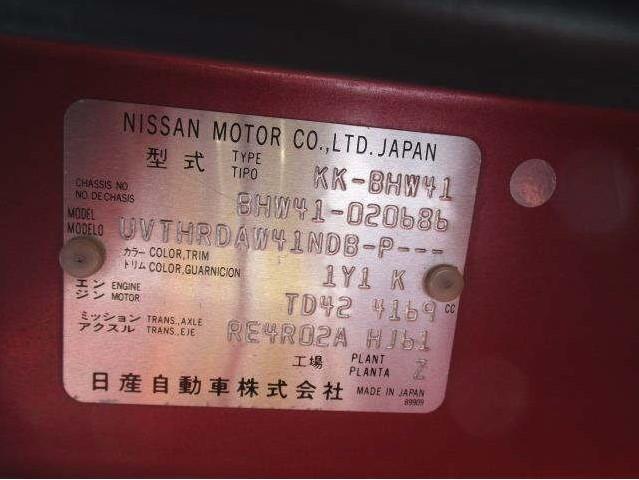 NISSAN MOTOR CO.,LTD. JAPAN
型式 TYPE TIPO KK-BHW41
CHASSIS NO NO DE CHASIS BHW41-020686
MODEL MODELO UVTHRDAW41NDB-P---
カラー COLOR,TRIM トリム COLOR,GUARNICION 1Y1 K
エンジン ENGINE MOTOR TD42 4169 CC
ミッション TRANS.,AXLE アクスル TRANS.,EJE RE4R02A HJ61
工場 PLANT PLANTA Z
日産自動車株式会社 MADE IN JAPAN
89909